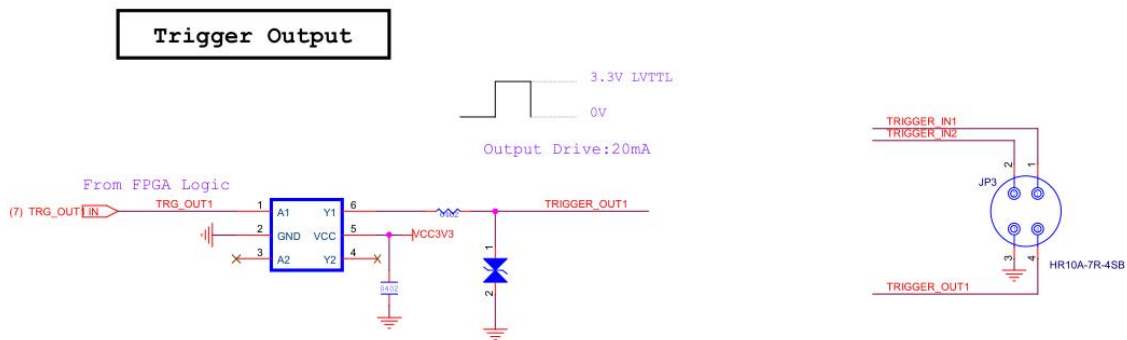 Trigger Output
3.3V LVTTL
0V
Output Drive:20mA
From FPGA Logic
(7) TRG_OUT1 IN
TRG_OUT1
1 A1 Y1 6
2 GND VCC 5
3 A2 Y2 4
0402
VCC3V3
0402
TRIGGER_OUT1
1
2
TRIGGER_IN1
TRIGGER_IN2
2
1
JP3
3
4
HR10A-7R-4SB
TRIGGER_OUT1